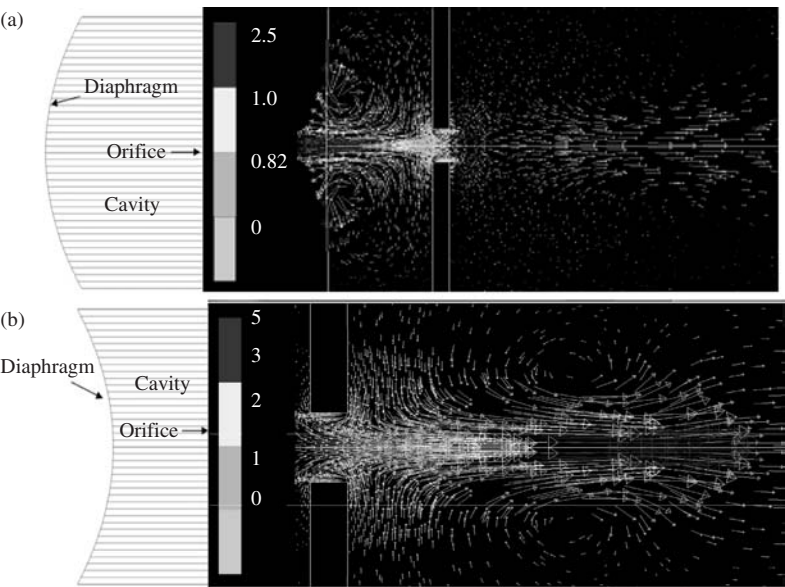 (a)
Diaphragm
Orifice
Cavity
2.5
1.0
0.82
0
(b)
Diaphragm
Cavity
Orifice
5
3
2
1
0